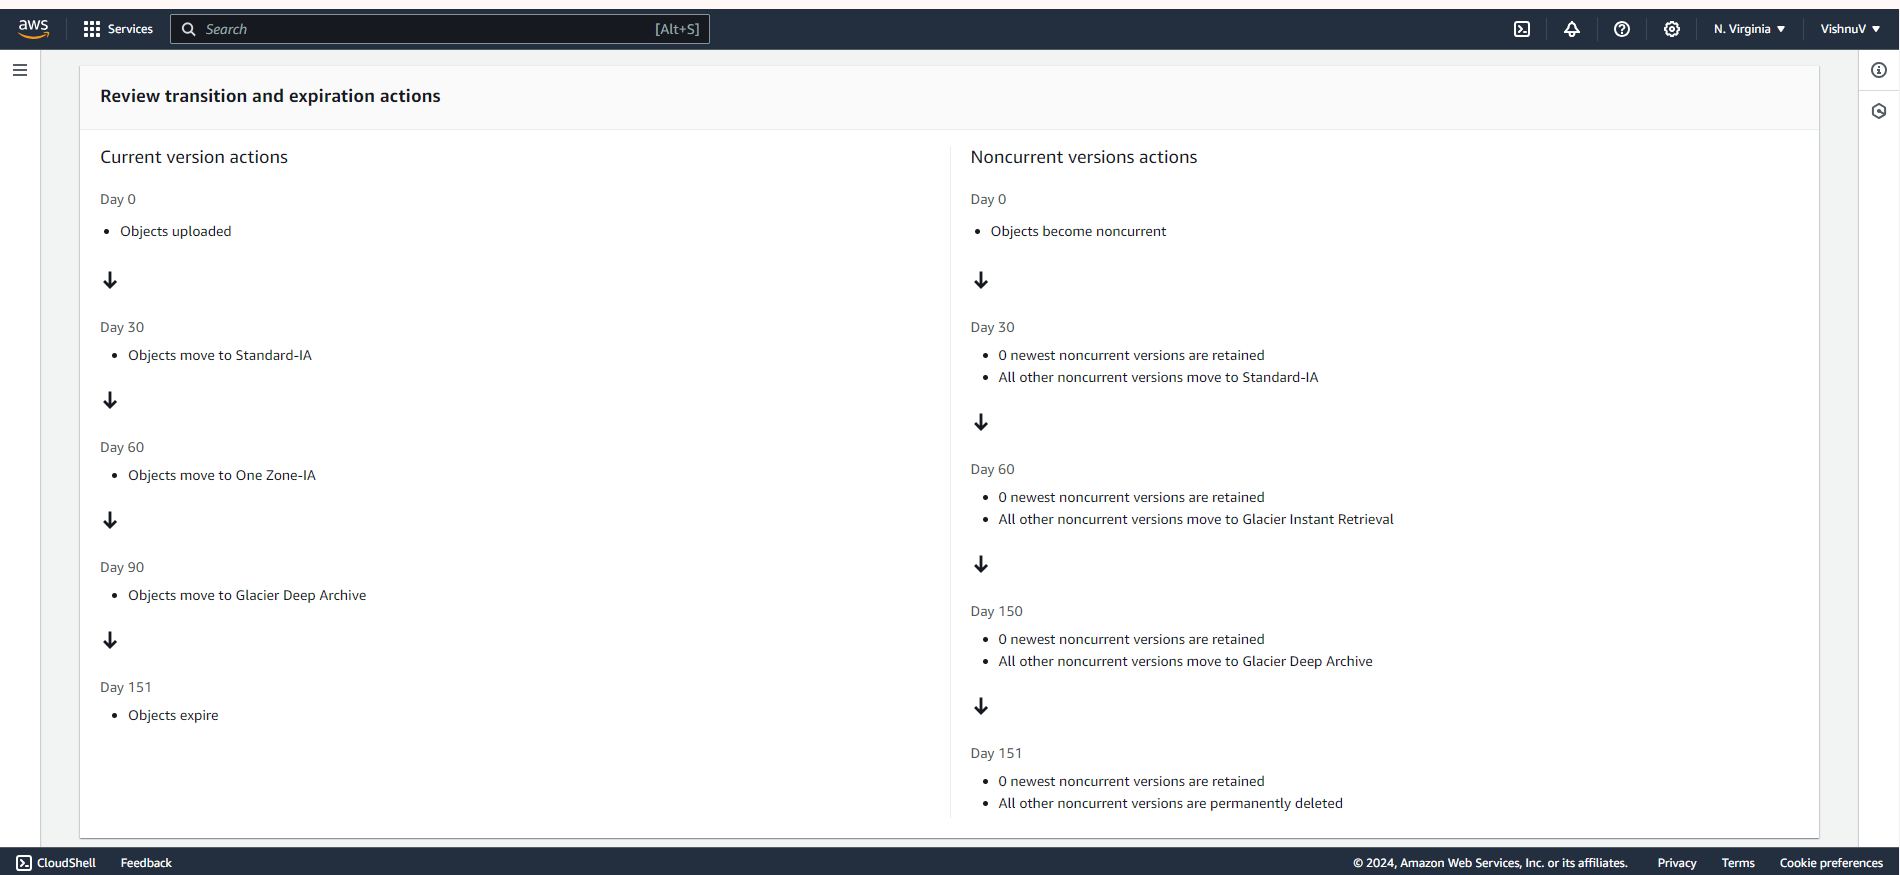 aws Services Search [Alt+S] N. Virginia VishnuV
Review transition and expiration actions
Current version actions
Day 0
Objects uploaded
Day 30
Objects move to Standard-IA
Day 60
Objects move to One Zone-IA
Day 90
Objects move to Glacier Deep Archive
Day 151
Objects expire
Noncurrent versions actions
Day 0
Objects become noncurrent
Day 30
0 newest noncurrent versions are retained
All other noncurrent versions move to Standard-IA
Day 60
0 newest noncurrent versions are retained
All other noncurrent versions move to Glacier Instant Retrieval
Day 150
0 newest noncurrent versions are retained
All other noncurrent versions move to Glacier Deep Archive
Day 151
0 newest noncurrent versions are retained
All other noncurrent versions are permanently deleted
CloudShell Feedback © 2024, Amazon Web Services, Inc. or its affiliates. Privacy Terms Cookie preferences